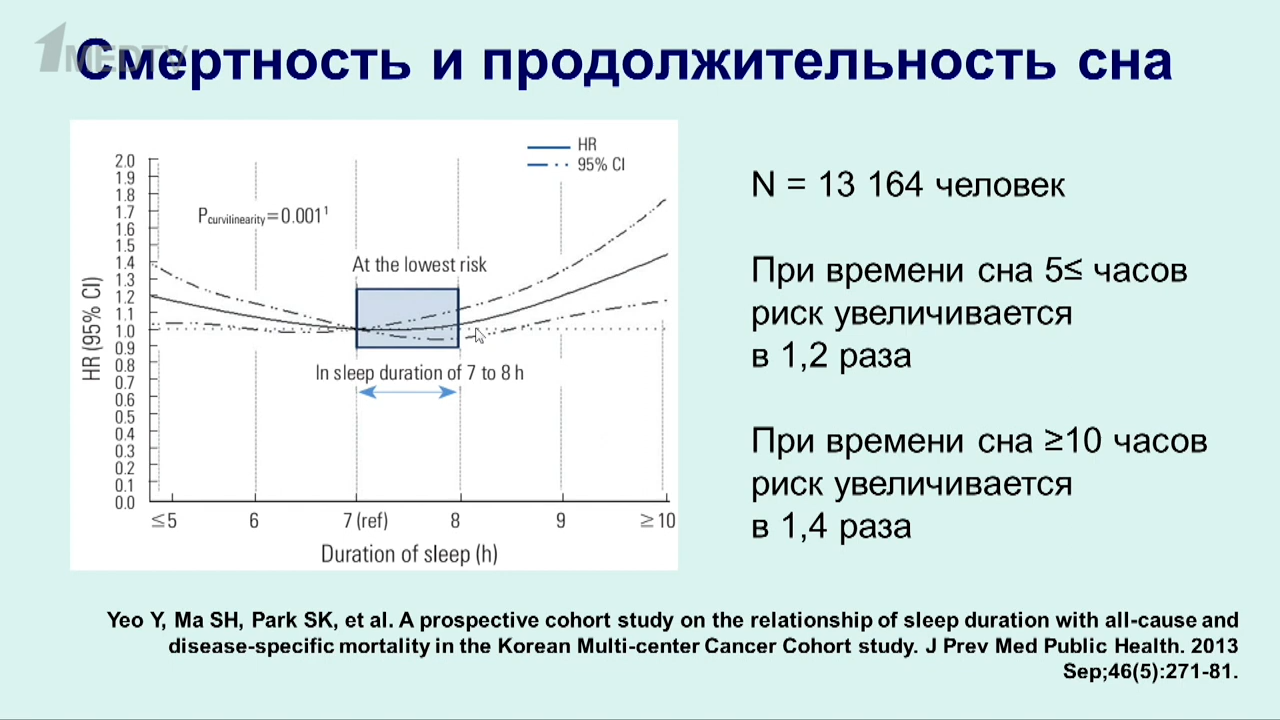 1MEDTV
Смертность и продолжительность сна
HR
95% CI
2.0
1.9
1.8
1.7
1.6
1.5
1.4
1.3
1.2
1.1
1.0
0.9
0.8
0.7
0.6
0.5
0.4
0.3
0.2
0.1
0.0
HR (95% CI)
Pcurvilinearity=0.001¹
At the lowest risk
In sleep duration of 7 to 8 h
≤5 6 7 (ref) 8 9 ≥10
Duration of sleep (h)
N = 13 164 человек
При времени сна 5≤ часов
риск увеличивается
в 1,2 раза
При времени сна ≥10 часов
риск увеличивается
в 1,4 раза
Yeo Y, Ma SH, Park SK, et al. A prospective cohort study on the relationship of sleep duration with all-cause and
disease-specific mortality in the Korean Multi-center Cancer Cohort study. J Prev Med Public Health. 2013
Sep;46(5):271-81.